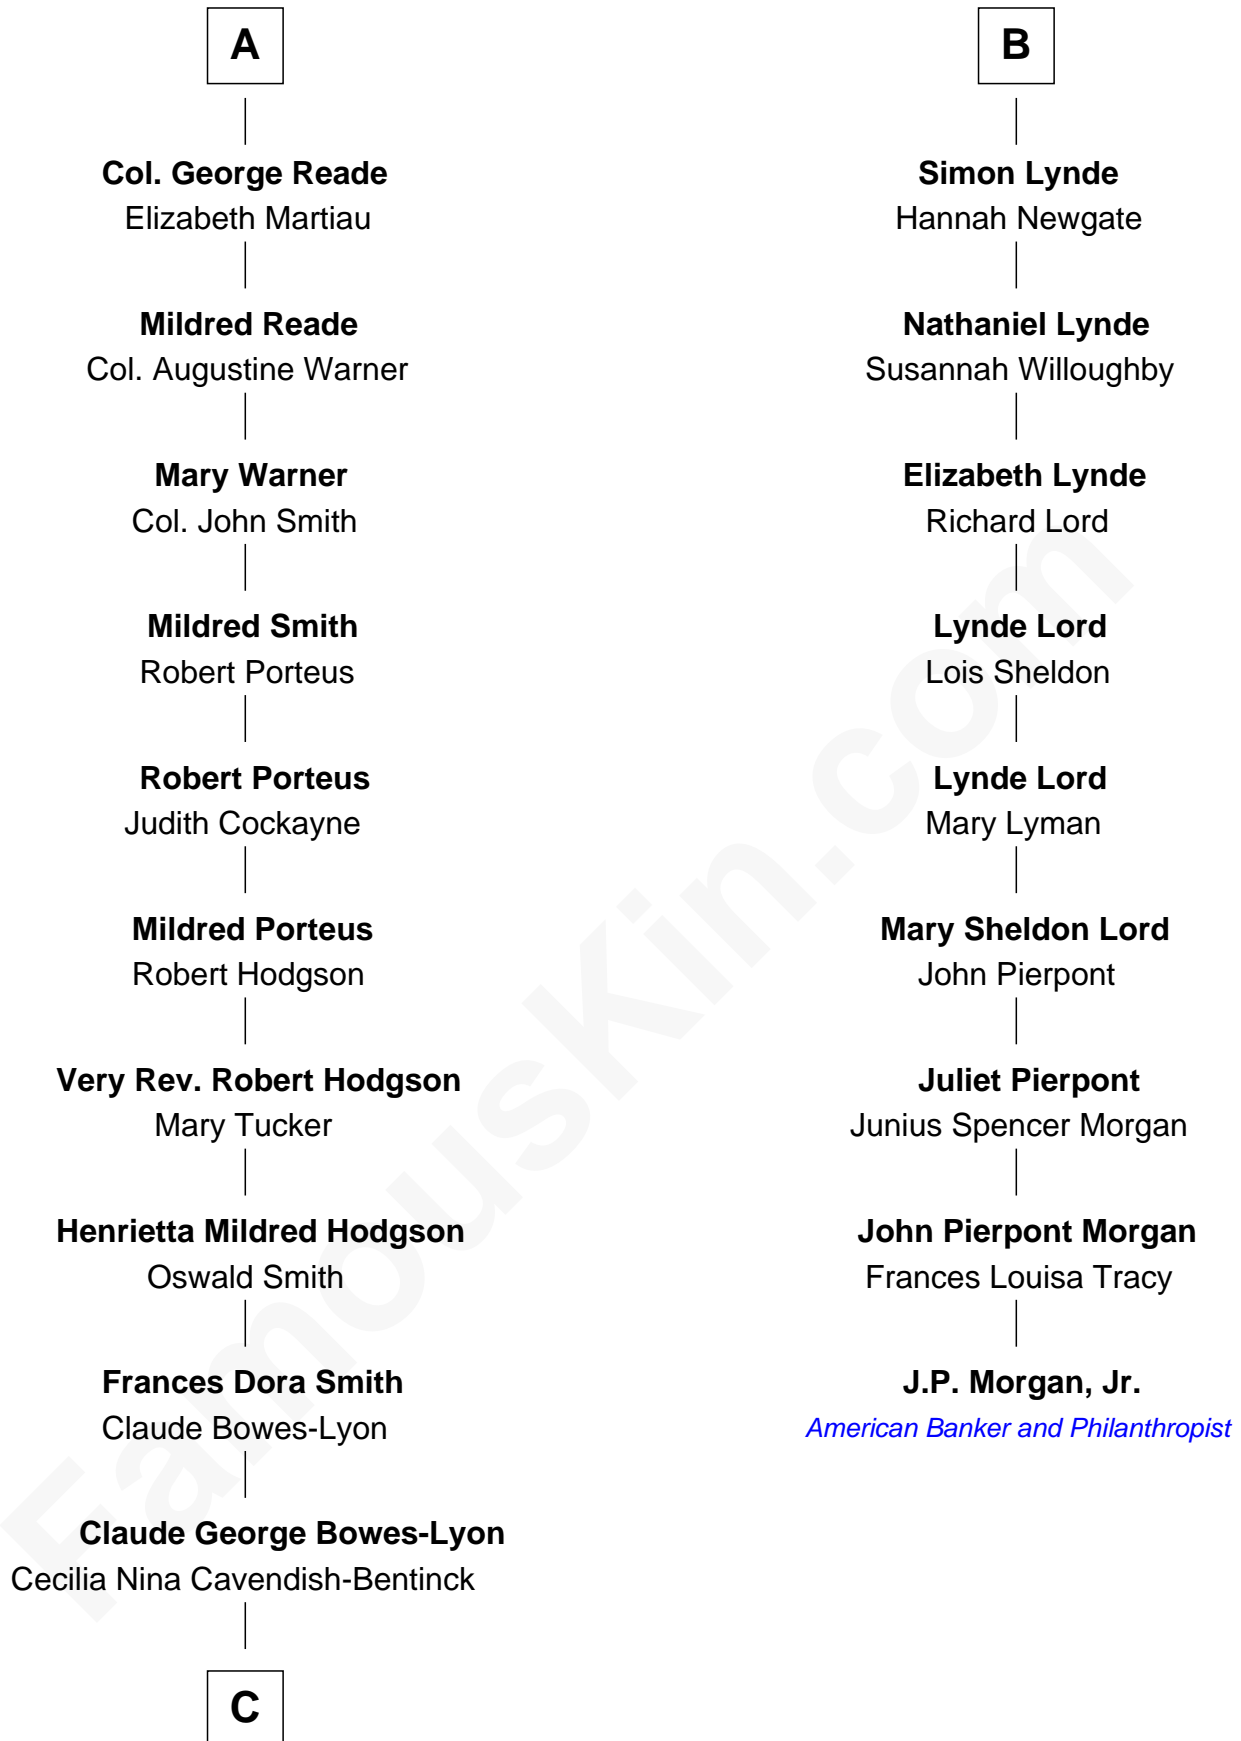 A
Col. George Reade
Elizabeth Martiau
Mildred Reade
Col. Augustine Warner
Mary Warner
Col. John Smith
Mildred Smith
Robert Porteus
Robert Porteus
Judith Cockayne
Mildred Porteus
Robert Hodgson
Very Rev. Robert Hodgson
Mary Tucker
Henrietta Mildred Hodgson
Oswald Smith
Frances Dora Smith
Claude Bowes-Lyon
Claude George Bowes-Lyon
Cecilia Nina Cavendish-Bentinck
C
B
Simon Lynde
Hannah Newgate
Nathaniel Lynde
Susannah Willoughby
Elizabeth Lynde
Richard Lord
Lynde Lord
Lois Sheldon
Lynde Lord
Mary Lyman
Mary Sheldon Lord
John Pierpont
Juliet Pierpont
Junius Spencer Morgan
John Pierpont Morgan
Frances Louisa Tracy
J.P. Morgan, Jr.
American Banker and Philanthropist
FamousKin.com